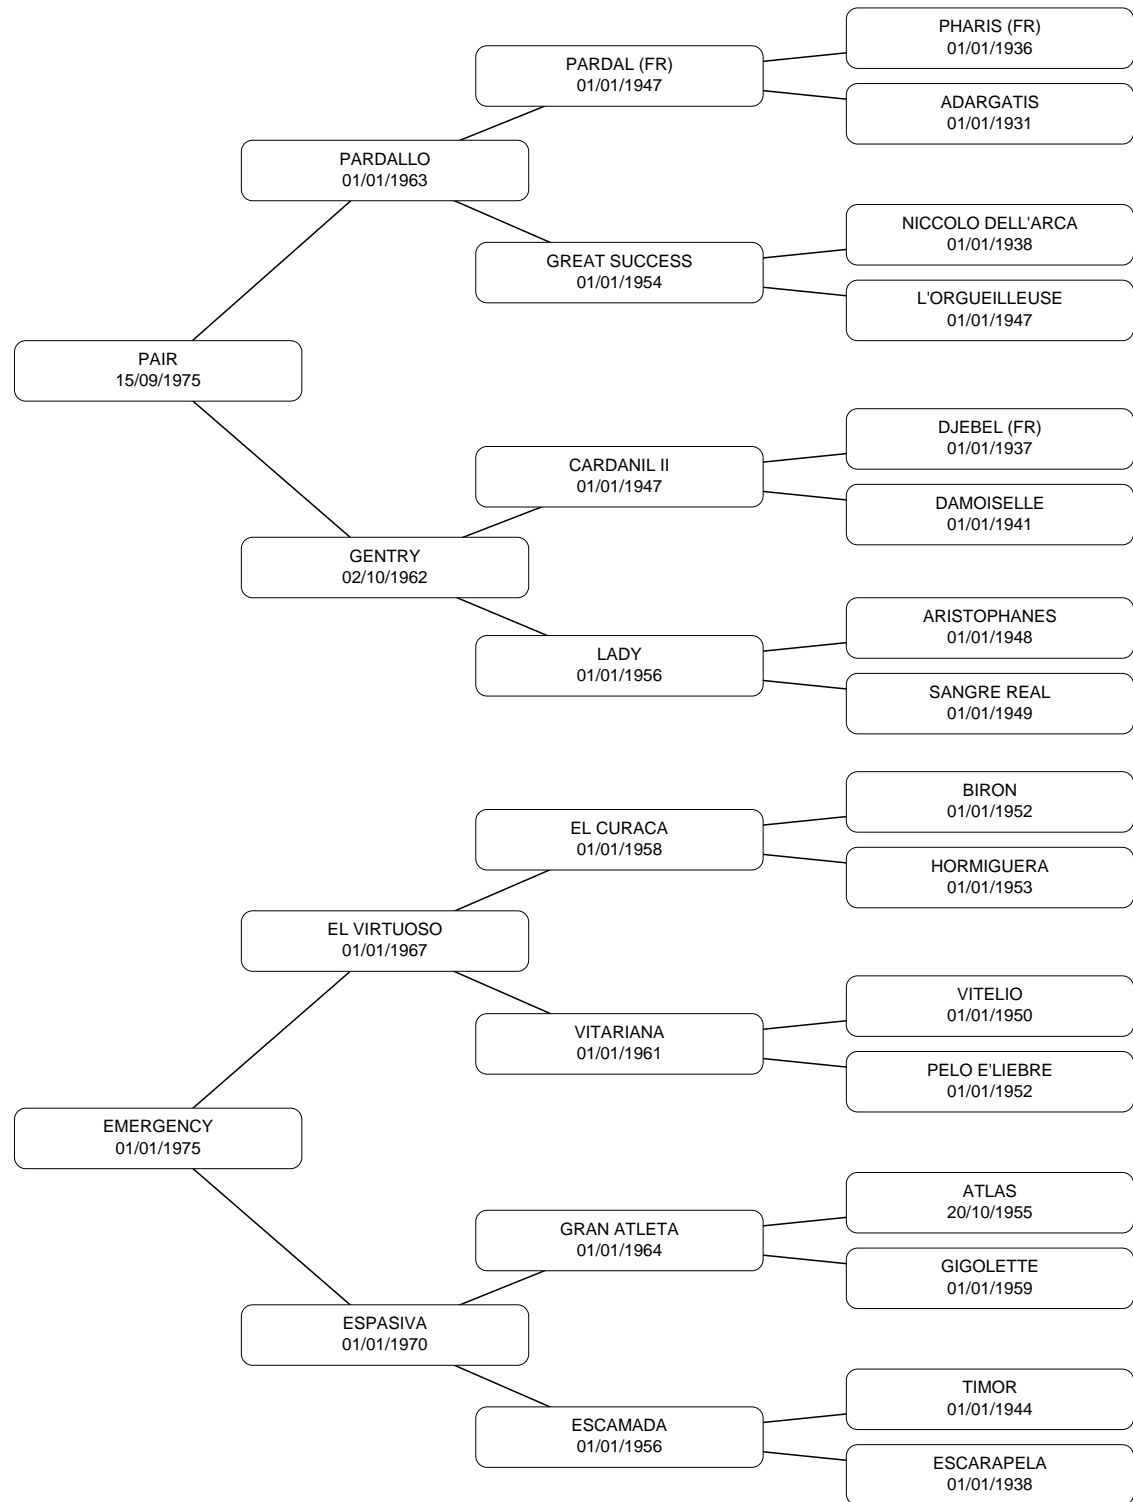 PHARIS (FR)
01/01/1936
PARDAL (FR)
01/01/1947
ADARGATIS
01/01/1931
PARDALLO
01/01/1963
NICCOLO DELL'ARCA
01/01/1938
GREAT SUCCESS
01/01/1954
L'ORGUEILLEUSE
01/01/1947
PAIR
15/09/1975
DJEBEL (FR)
01/01/1937
CARDANIL II
01/01/1947
DAMOISELLE
01/01/1941
GENTRY
02/10/1962
ARISTOPHANES
01/01/1948
LADY
01/01/1956
SANGRE REAL
01/01/1949
BIRON
01/01/1952
EL CURACA
01/01/1958
HORMIGUERA
01/01/1953
EL VIRTUOSO
01/01/1967
VITELIO
01/01/1950
VITARIANA
01/01/1961
PELO E'LIEBRE
01/01/1952
EMERGENCY
01/01/1975
ATLAS
20/10/1955
GRAN ATLETA
01/01/1964
GIGOLETTE
01/01/1959
ESPASIVA
01/01/1970
TIMOR
01/01/1944
ESCAMADA
01/01/1956
ESCARAPELA
01/01/1938